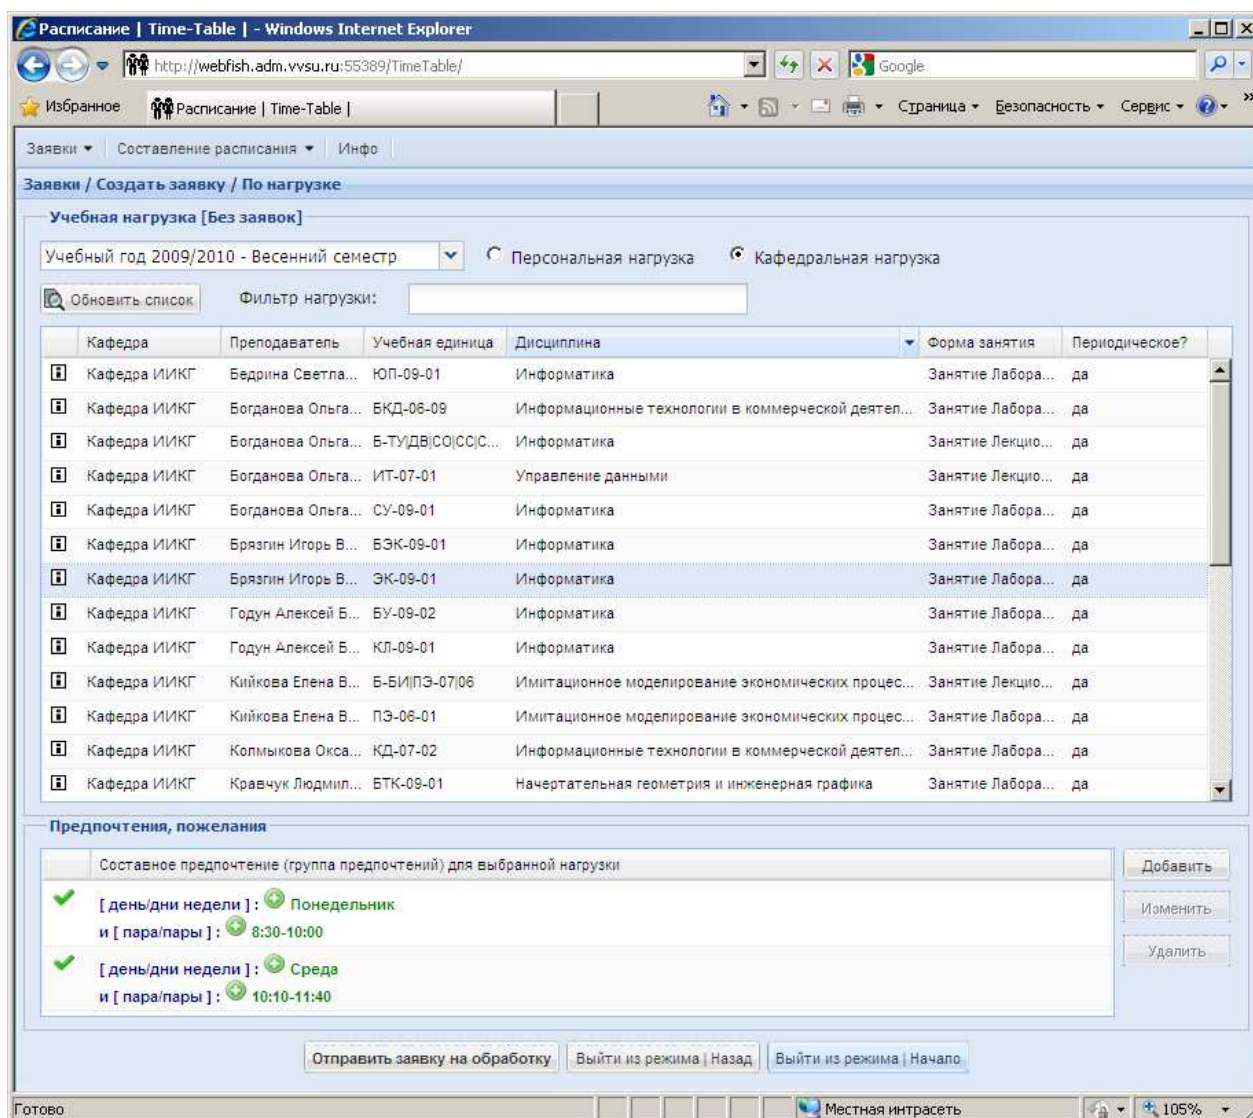 Расписание | Time-Table | - Windows Internet Explorer
http://webfish.adm.vvsu.ru:55389/TimeTable/ Google
Избранное Расписание | Time-Table | Страница Безопасность Сервис »
Заявки Составление расписания Инфо
Заявки / Создать заявку / По нагрузке
Учебная нагрузка [Без заявок]
Учебный год 2009/2010 - Весенний семестр Персональная нагрузка Кафедральная нагрузка
Обновить список Фильтр нагрузки:
Кафедра Преподаватель Учебная единица Дисциплина Форма занятия Периодическое?
Кафедра ИИКГ Бедрина Светла... ЮП-09-01 Информатика Занятие Лабора... да
Кафедра ИИКГ Богданова Ольга... БКД-06-09 Информационные технологии в коммерческой деятел... Занятие Лабора... да
Кафедра ИИКГ Богданова Ольга... Б-ТУ|ДВ|СО|СС|С... Информатика Занятие Лекцио... да
Кафедра ИИКГ Богданова Ольга... ИТ-07-01 Управление данными Занятие Лекцио... да
Кафедра ИИКГ Богданова Ольга... СУ-09-01 Информатика Занятие Лабора... да
Кафедра ИИКГ Брязгин Игорь В... БЭК-09-01 Информатика Занятие Лабора... да
Кафедра ИИКГ Брязгин Игорь В... ЭК-09-01 Информатика Занятие Лабора... да
Кафедра ИИКГ Годун Алексей Б... БУ-09-02 Информатика Занятие Лабора... да
Кафедра ИИКГ Годун Алексей Б... КЛ-09-01 Информатика Занятие Лабора... да
Кафедра ИИКГ Кийкова Елена В... Б-БИ|ПЭ-07|06 Имитационное моделирование экономических процес... Занятие Лекцио... да
Кафедра ИИКГ Кийкова Елена В... ПЭ-06-01 Имитационное моделирование экономических процес... Занятие Лабора... да
Кафедра ИИКГ Колмыкова Окса... КД-07-02 Информационные технологии в коммерческой деятел... Занятие Лабора... да
Кафедра ИИКГ Кравчук Людмил... БТК-09-01 Начертательная геометрия и инженерная графика Занятие Лабора... да
Предпочтения, пожелания
Составное предпочтение (группа предпочтений) для выбранной нагрузки Добавить
[ день/дни недели ] : Понедельник
и [ пара/пары ] : 8:30-10:00
Изменить
[ день/дни недели ] : Среда
и [ пара/пары ] : 10:10-11:40
Удалить
Отправить заявку на обработку Выйти из режима | Назад Выйти из режима | Начало
Готово Местная интрасеть 105%